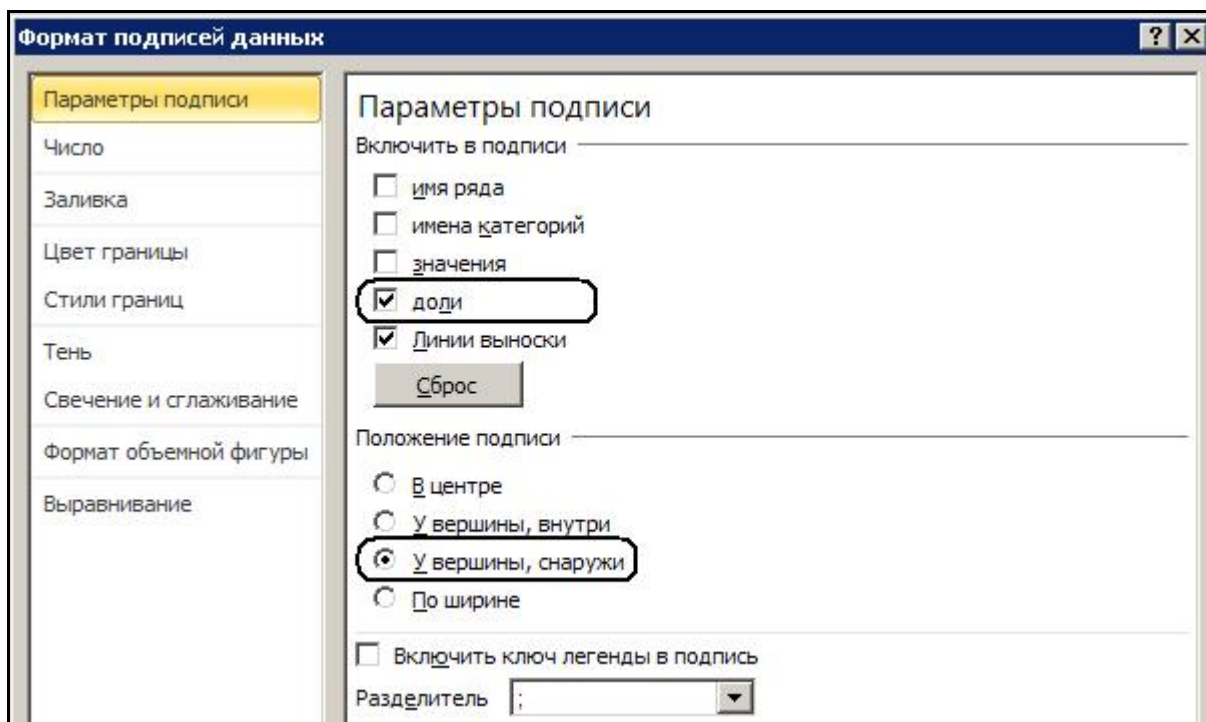 Формат подписей данных
Параметры подписи
Число
Заливка
Цвет границы
Стили границ
Тень
Свечение и сглаживание
Формат объемной фигуры
Выравнивание
Параметры подписи
Включить в подписи
имя ряда
имена категорий
значения
доли
Линии выноски
Сброс
Положение подписи
В центре
У вершины, внутри
У вершины, снаружи
По ширине
Включить ключ легенды в подпись
Разделитель ;